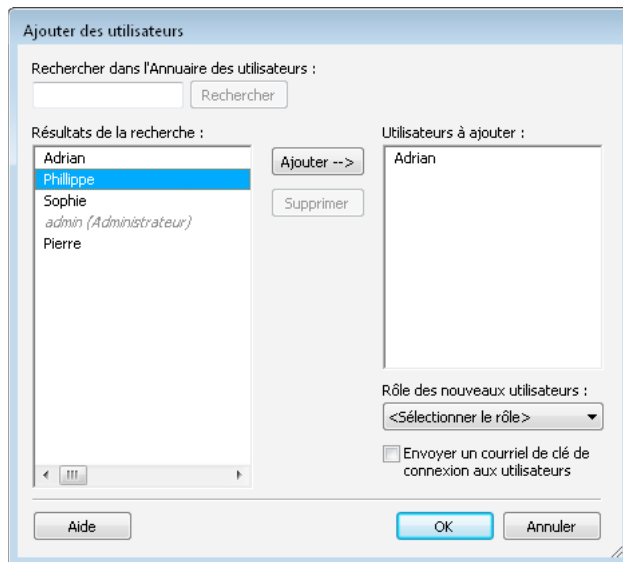 Ajouter des utilisateurs
Rechercher dans l'Annuaire des utilisateurs :
Rechercher
Résultats de la recherche :
Adrian
Phillippe
Sophie
admin (Administrateur)
Pierre
Ajouter -->
Supprimer
Utilisateurs à ajouter :
Adrian
Rôle des nouveaux utilisateurs :
<Sélectionner le rôle>
Envoyer un courriel de clé de
connexion aux utilisateurs
Aide
OK
Annuler